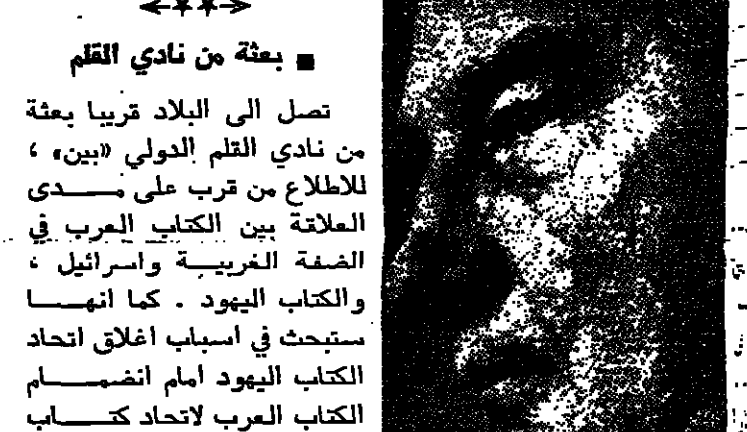 ■ بعثة من نادي القلم
تصل الى البلاد قريبا بعثة
من نادي القلم الدولي «بين» ،
للاطلاع من قرب على مــــدى
العلاقة بين الكتاب العرب في
الضفة الغربيـــة واسرائيل ،
والكتاب اليهود . كما انهـــا
ستبحث في اسباب اغلاق اتحاد
الكتاب اليهود امام انضمـــام
الكتاب العرب لاتحاد كتـــاب